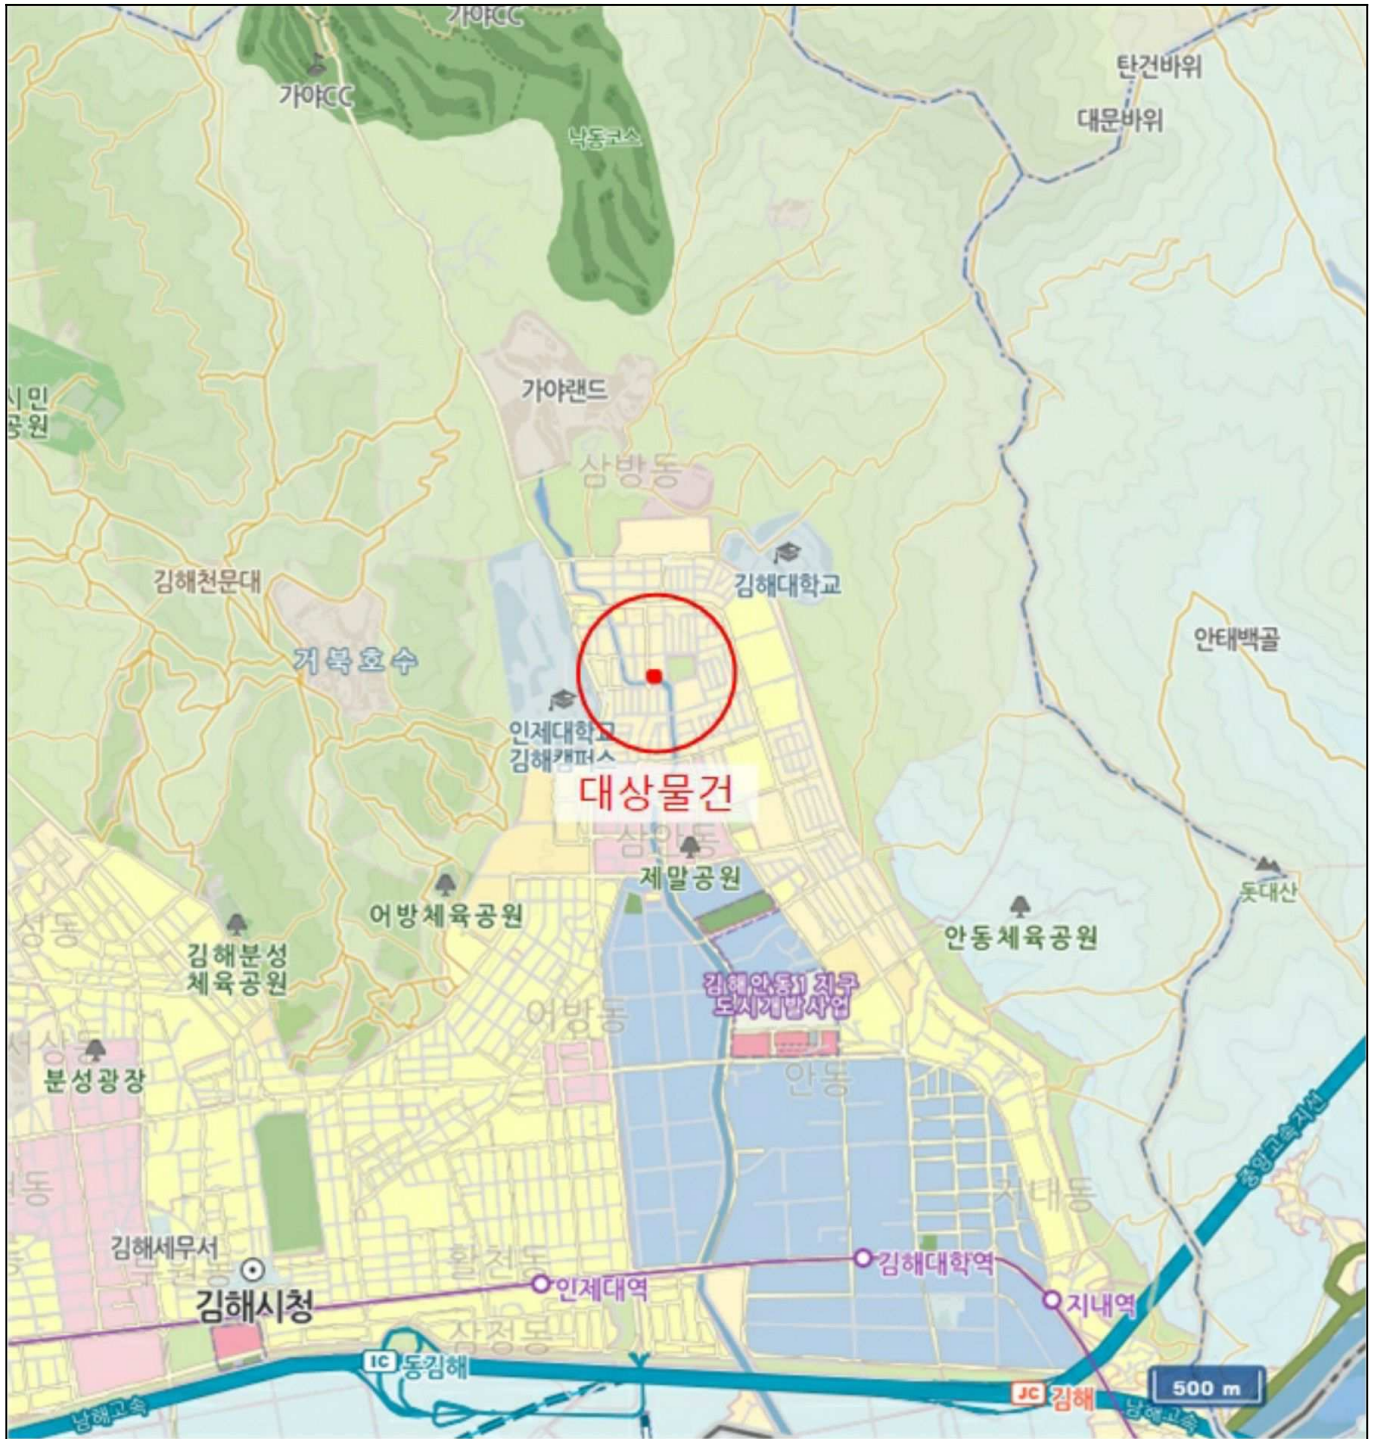 가야CC
탄건바위
가야CC
대문바위
낙동코스
시민
공원
가야랜드
삼방동
김해천문대
김해대학교
거북호수
안태백골
인제대학교
김해캠퍼스
대상물건
삼안동
제말공원
돗대산
어방체육공원
성동
안동체육공원
김해분성
체육공원
김해안동1 지구
도시개발사업
어방동
서상동
분성광장
안동
중앙고속지선
지내동
김해세무서
부원동
활천동
김해대학역
인제대역
김해시청
지내역
삼정동
IC 동김해
500 m
JC 김해
남해고속
남해고속